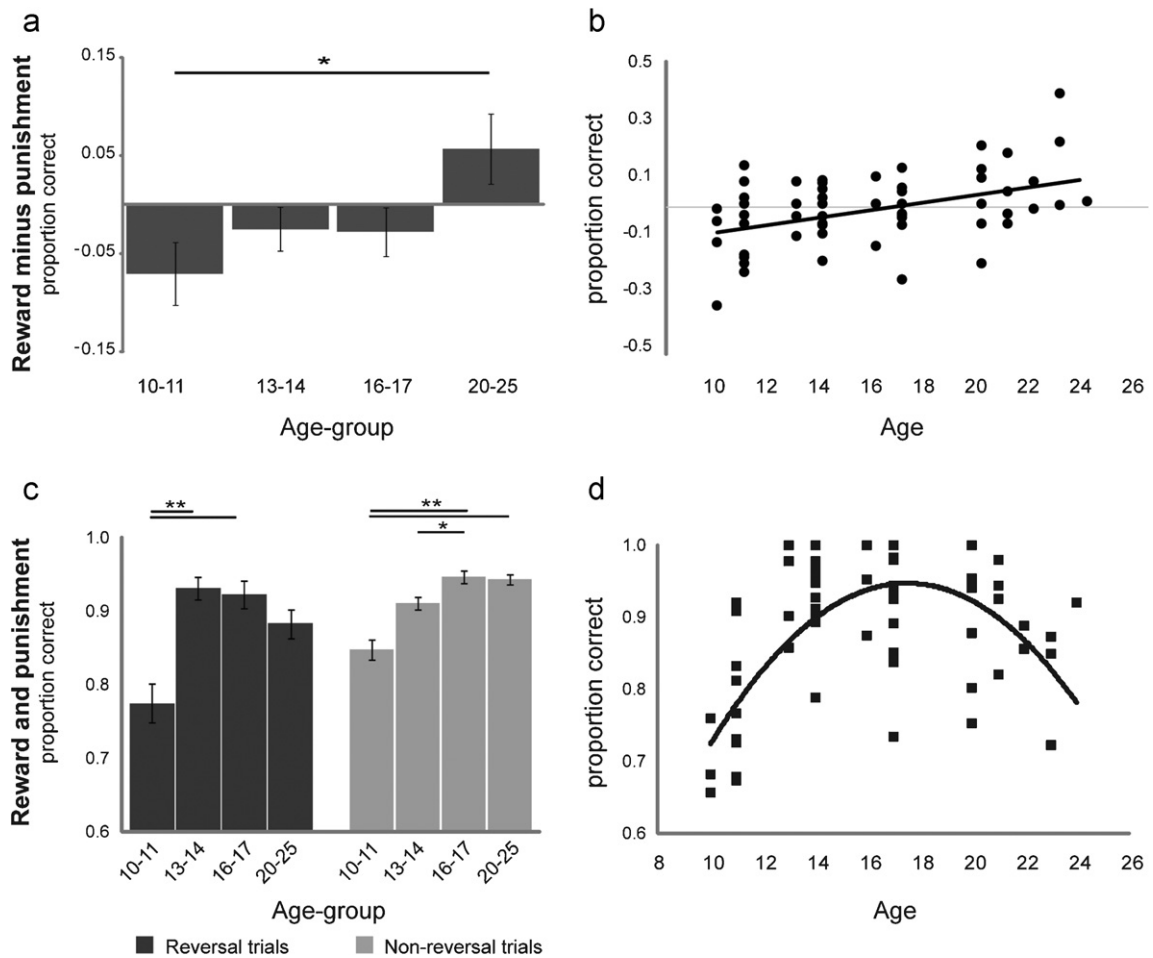 a
Reward minus punishment
proportion correct
0.15
0.05
-0.05
-0.15
*
10-11 13-14 16-17 20-25
Age-group
b
proportion correct
0.5
0.3
0.1
-0.1
-0.3
-0.5
10 12 14 16 18 20 22 24 26
Age
c
Reward and punishment
proportion correct
1.0
0.9
0.8
0.7
0.6
**
**
*
10-11 13-14 16-17 20-25 10-11 13-14 16-17 20-25
Age-group
Reversal trials Non-reversal trials
d
proportion correct
1.0
0.9
0.8
0.7
0.6
8 10 12 14 16 18 20 22 24 26
Age